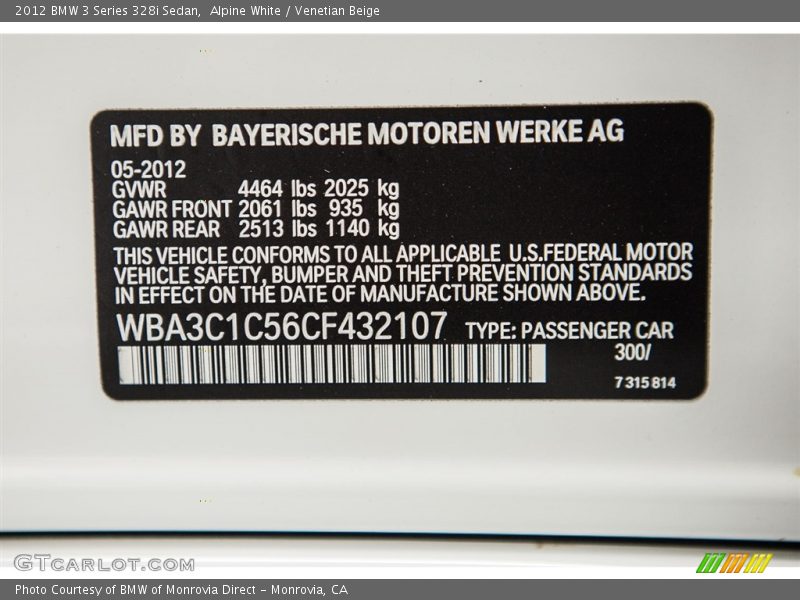 2012 BMW 3 Series 328i Sedan,  Alpine White / Venetian Beige
MFD BY BAYERISCHE MOTOREN WERKE AG
05-2012
GVWR 4464 lbs 2025 kg
GAWR FRONT 2061 lbs 935 kg
GAWR REAR 2513 lbs 1140 kg
THIS VEHICLE CONFORMS TO ALL APPLICABLE U.S.FEDERAL MOTOR
VEHICLE SAFETY, BUMPER AND THEFT PREVENTION STANDARDS
IN EFFECT ON THE DATE OF MANUFACTURE SHOWN ABOVE.
WBA3C1C56CF432107 TYPE: PASSENGER CAR
300/
7 315 814
GTCARLOT.COM
Photo Courtesy of BMW of Monrovia Direct – Monrovia, CA